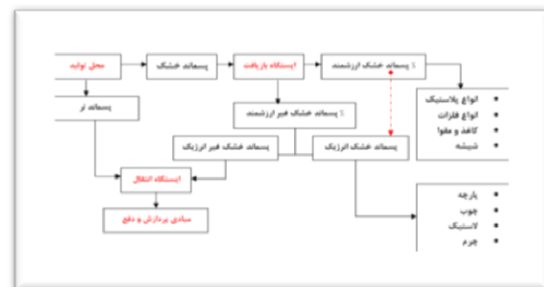 محل تولید
پسماند خشک
ایستگاه بازیافت
٪ پسماند خشک ارزشمند
پسماند تر
٪ پسماند خشک غیر ارزشمند
انواع پلاستیک
انواع فلزات
کاغذ و مقوا
شیشه
پسماند خشک غیر انرژیک
پسماند خشک انرژیک
ایستگاه انتقال
مبادی پردازش و دفع
پارچه
چوب
لاستیک
چرم